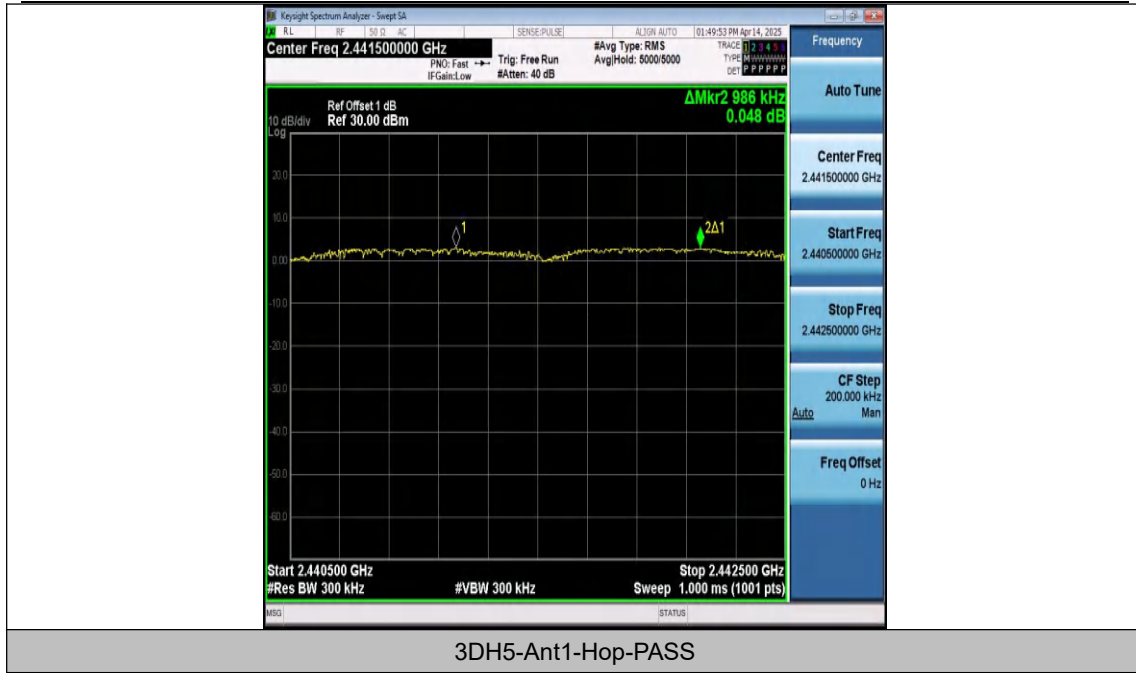 Keysight Spectrum Analyzer - Swept SA
RL RF 50 Ω AC SENSE:PULSE ALIGN AUTO 01:49:53 PM Apr 14, 2025
Center Freq 2.441500000 GHz
PNO: Fast
IFGain:Low
Trig: Free Run
#Atten: 40 dB
#Avg Type: RMS
Avg|Hold: 5000/5000
TRACE 1 2 3 4 5 6
TYPE M WWWWW
DET P P P P P P
ΔMkr2 986 kHz
0.048 dB
Ref Offset 1 dB
10 dB/div Ref 30.00 dBm
Log
20.0
10.0
0.00
-10.0
-20.0
-30.0
-40.0
-50.0
-60.0
1
2Δ1
Start 2.440500 GHz
Stop 2.442500 GHz
#Res BW 300 kHz
#VBW 300 kHz
Sweep 1.000 ms (1001 pts)
MSG
STATUS
Frequency
Auto Tune
Center Freq
2.441500000 GHz
Start Freq
2.440500000 GHz
Stop Freq
2.442500000 GHz
CF Step
200.000 kHz
Auto Man
Freq Offset
0 Hz
3DH5-Ant1-Hop-PASS